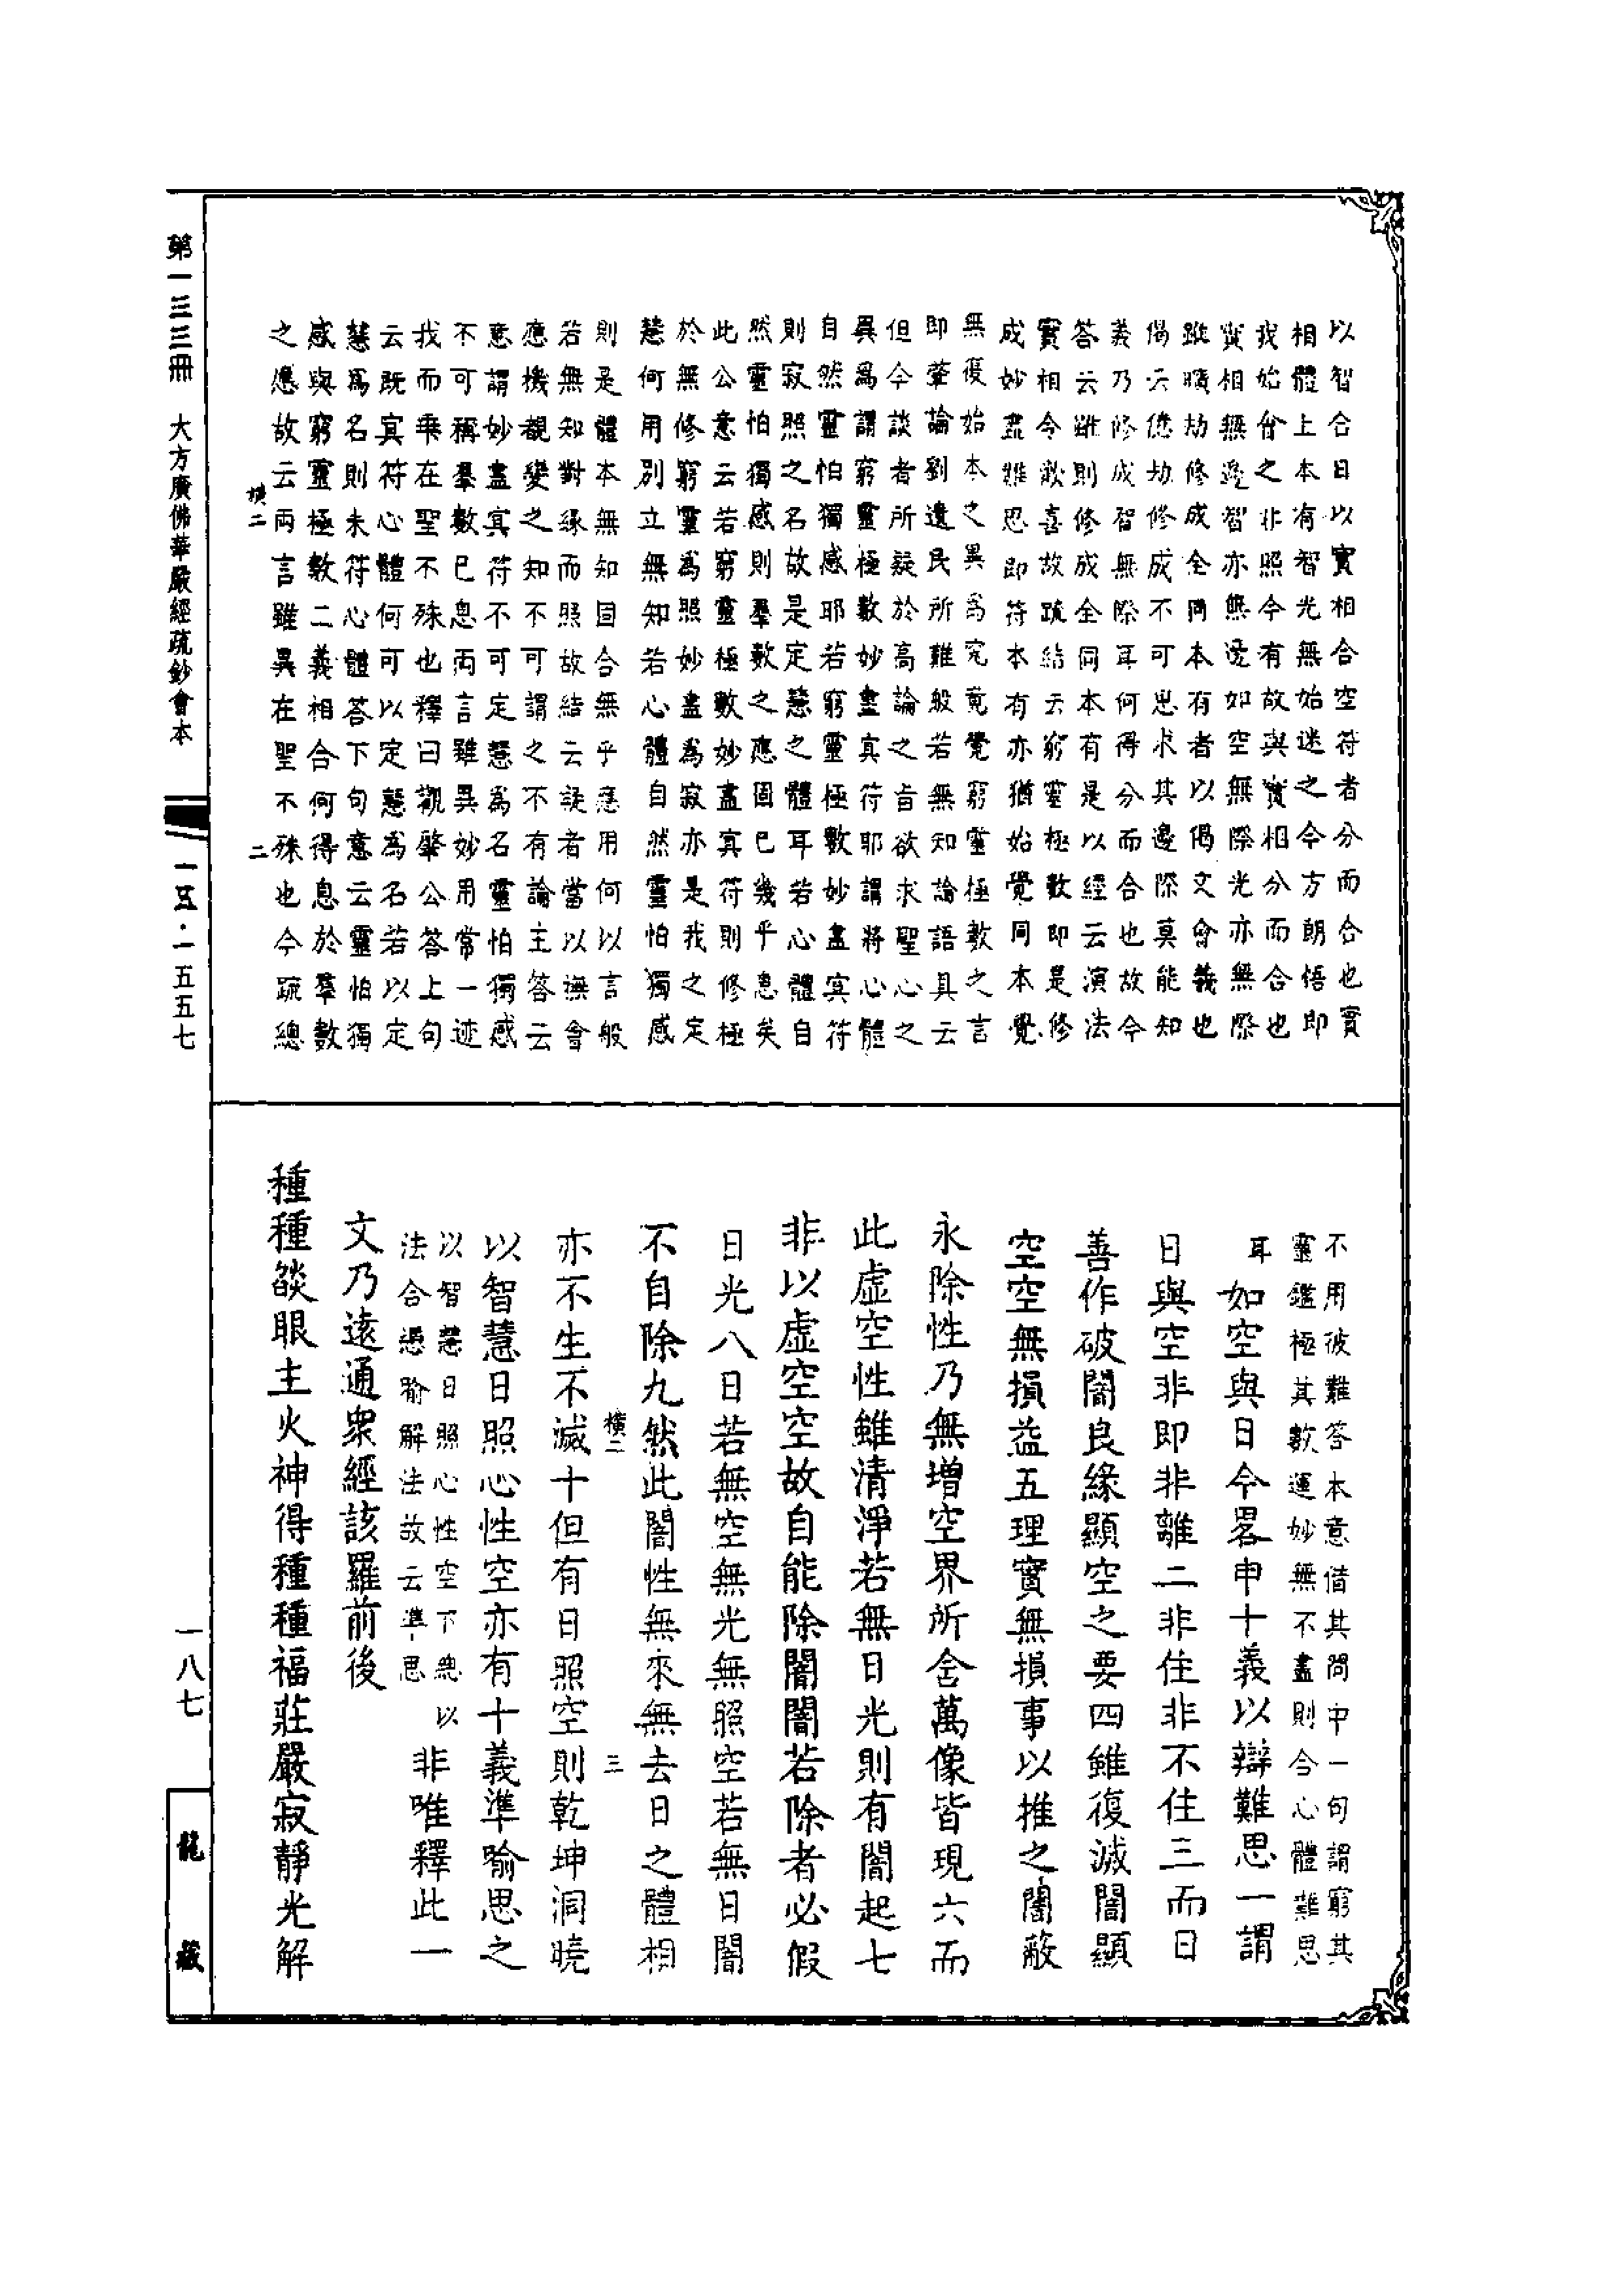 以智合日以實相合空符者分而合也實
相體上本有智光無始迷之今方朗悟即
我始會之非照今有故與實相分而合也
實相無邊智亦無邊如空無際光亦無際
雖曠劫修成全同本有者以偈文會義也
偈云億劫修成不可思求其邊際莫能知
義乃修成智無際耳何得分而合也故今
答云雖則修成全同本有是以經云演法
實相令歡喜故疏結云窮靈極數即是修
成妙盡難思即符本有亦猶始覺同本覺
無復始本之異為究竟覺窮靈極數之言
即肇論劉遺民所難般若無知論語具云
但今談者所疑於高論之旨欲求聖心之
異為謂窮靈極數妙盡冥符耶謂將心體
自然靈怕獨感耶若窮靈極數妙盡冥符
則寂照之名故是定慧之體耳若心體自
然靈怕獨感則羣數之應固已幾乎息矣
此公意云若窮靈極數妙盡冥符則修極
於無修窮靈為照妙盡為寂亦是我之定
慧何用別立無知若心體自然靈怕獨感
則是體本無知固合無乎應用何以言般
若無知對緣而照故結云疑者當以撫會
應機覩變之知不可謂之不有論主答云
意謂妙盡冥符不可定慧為名靈怕獨感
不可稱羣數已息兩言雖異妙用常一迹
我而乖在聖不殊也釋曰觀肇公答上句
云既冥符心體何可以定慧為名若以定
慧為名則未符心體答下句意云靈怕獨
感與窮靈極數二義相合何得息於羣數
之應故云兩言雖異在聖不殊也今疏總
不用彼難答本意借其問中一句謂窮其
靈鑑極其數運妙無不盡則合心體難思
耳　如空與日今畧申十義以辯難思一謂
日與空非即非離二非住非不住三而日
善作破闇良緣顯空之要四雖復滅闇顯
空空無損益五理實無損事以推之闇蔽
永除性乃無增空界所含萬像皆現六而
此虛空性雖清淨若無日光則有闇起七
非以虛空空故自能除闇闇若除者必假
日光八日若無空無光無照空若無日闇
不自除九然此闇性無來無去日之體相
亦不生不滅十但有日照空則乾坤洞曉
以智慧日照心性空亦有十義準喻思之
以智慧日照心性空下總以
法合憑喻解法故云準思
非唯釋此一
文乃遠通眾經該羅前後
種種燄眼主火神得種種福莊嚴寂靜光解
橫二
二
橫二
三
第一三三冊　大方廣佛華嚴經疏鈔會本
一五·一五五七
一八七
龍藏